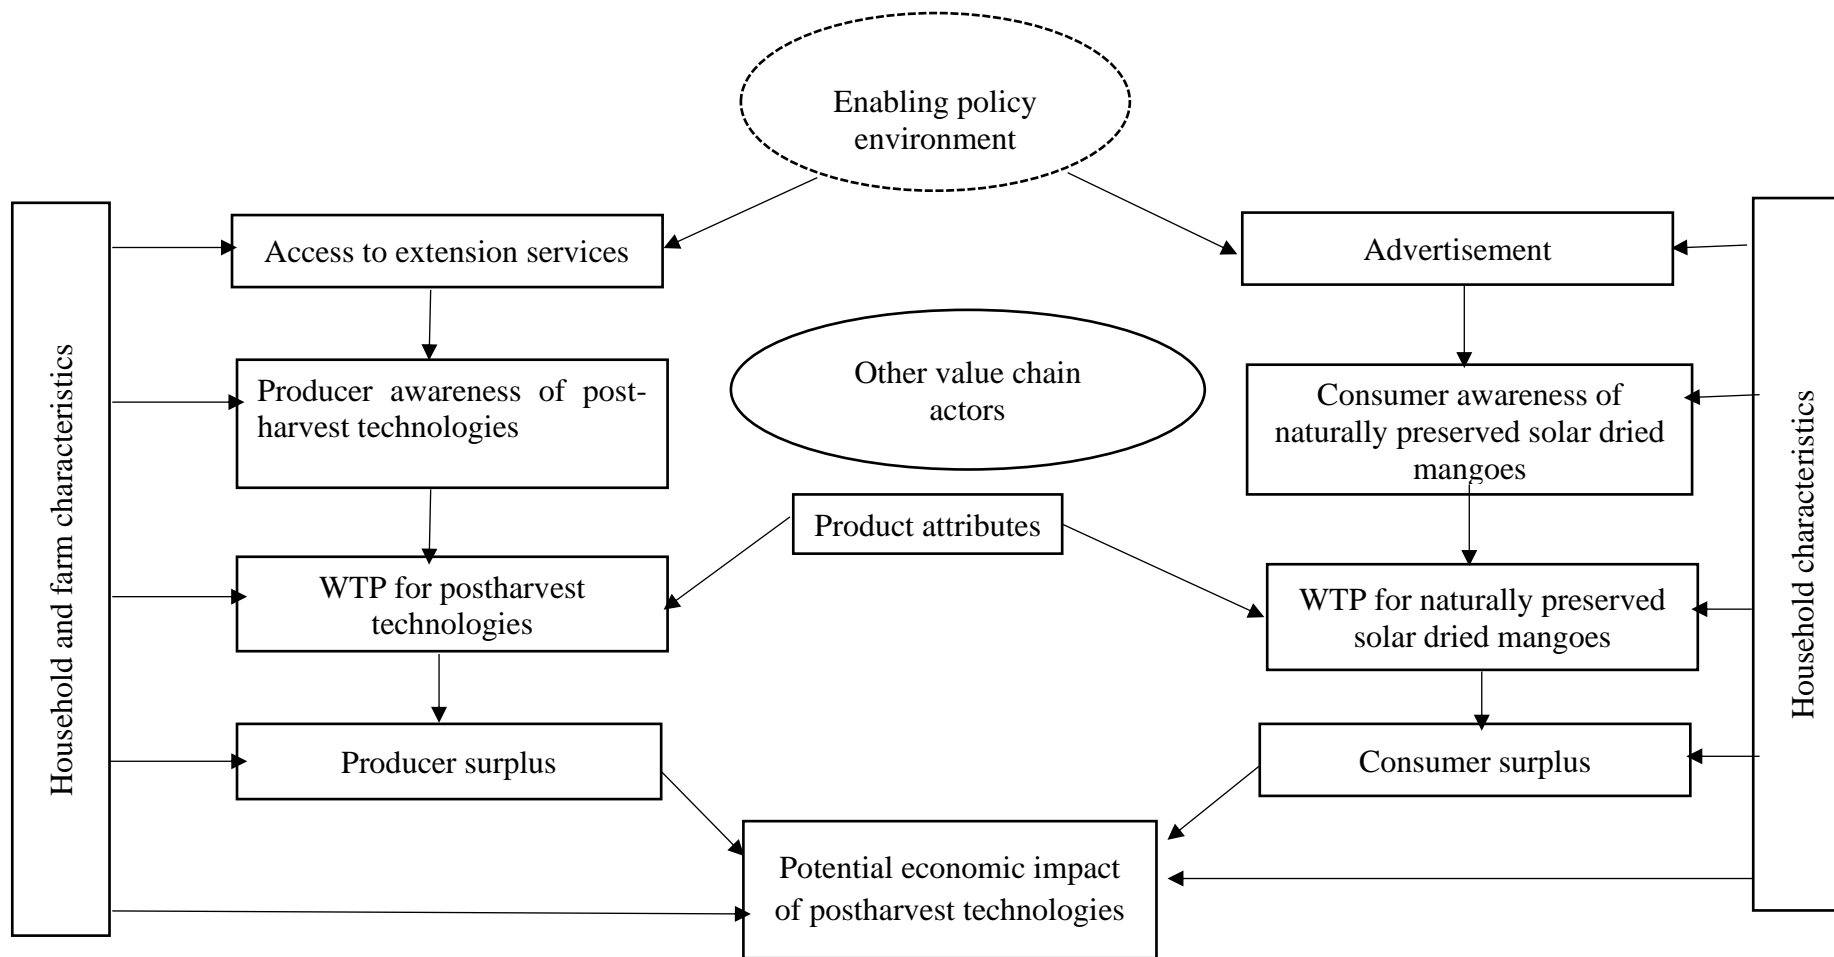 Enabling policy
environment
Access to extension services
Advertisement
Household and farm characteristics
Producer awareness of post-
harvest technologies
Other value chain
actors
Consumer awareness of
naturally preserved solar dried
mangoes
Household characteristics
Product attributes
WTP for postharvest
technologies
WTP for naturally preserved
solar dried mangoes
Producer surplus
Consumer surplus
Potential economic impact
of postharvest technologies